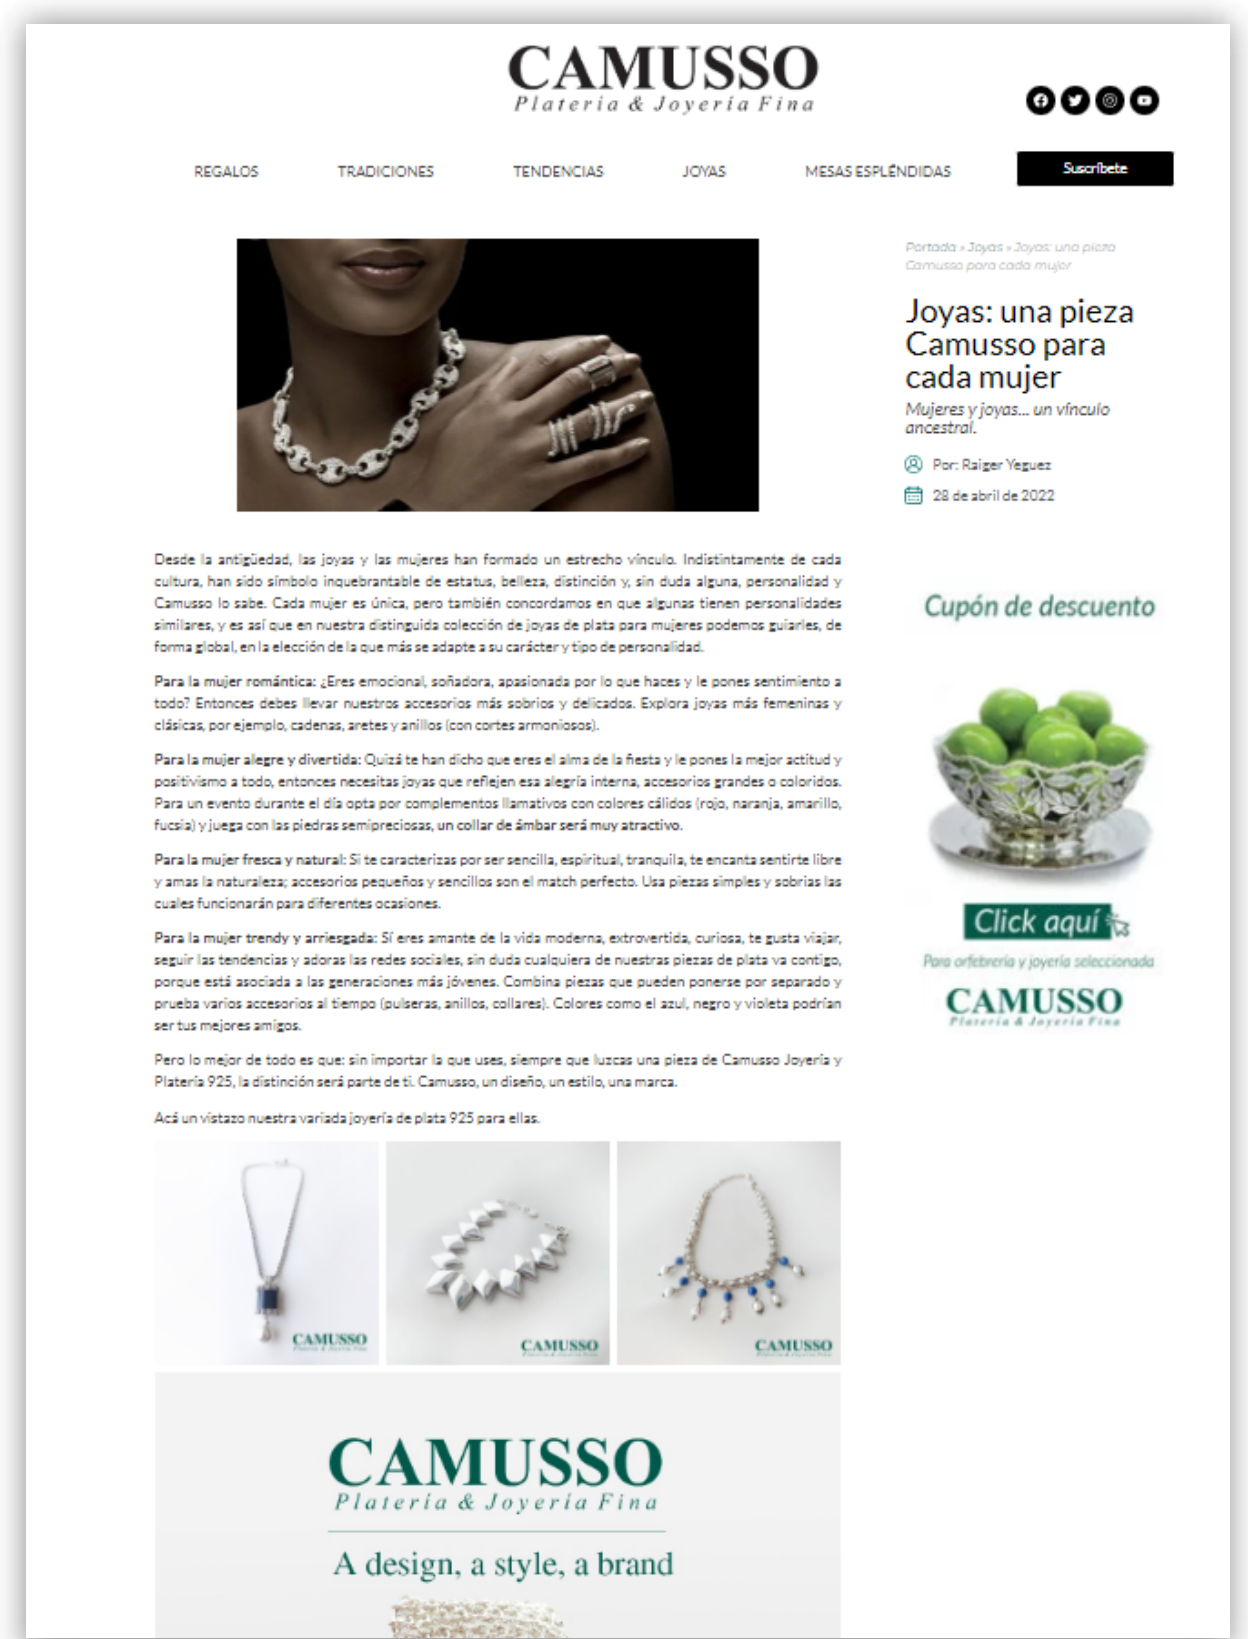 CAMUSSO
Platería & Joyería Fina
REGALOS
TRADICIONES
TENDENCIAS
JOYAS
MESAS ESPLÉNDIDAS
Suscríbete
Portada » Joyas » Joyas: una pieza
Camusso para cada mujer
Joyas: una pieza
Camusso para
cada mujer
Mujeres y joyas... un vínculo
ancestral.
Por: Raiger Yeguez
28 de abril de 2022
Desde la antigüedad, las joyas y las mujeres han formado un estrecho vínculo. Indistintamente de cada
cultura, han sido símbolo inquebrantable de estatus, belleza, distinción y, sin duda alguna, personalidad y
Camusso lo sabe. Cada mujer es única, pero también concordamos en que algunas tienen personalidades
similares, y es así que en nuestra distinguida colección de joyas de plata para mujeres podemos guiarles, de
forma global, en la elección de la que más se adapte a su carácter y tipo de personalidad.
Para la mujer romántica: ¿Eres emocional, soñadora, apasionada por lo que haces y le pones sentimiento a
todo? Entonces debes llevar nuestros accesorios más sobrios y delicados. Explora joyas más femeninas y
clásicas, por ejemplo, cadenas, aretes y anillos (con cortes armoniosos).
Para la mujer alegre y divertida: Quizá te han dicho que eres el alma de la fiesta y le pones la mejor actitud y
positivismo a todo, entonces necesitas joyas que reflejen esa alegría interna, accesorios grandes o coloridos.
Para un evento durante el día opta por complementos llamativos con colores cálidos (rojo, naranja, amarillo,
fucsia) y juega con las piedras semipreciosas, un collar de ámbar será muy atractivo.
Para la mujer fresca y natural: Si te caracterizas por ser sencilla, espiritual, tranquila, te encanta sentirte libre
y amas la naturaleza; accesorios pequeños y sencillos son el match perfecto. Usa piezas simples y sobrias las
cuales funcionarán para diferentes ocasiones.
Para la mujer trendy y arriesgada: Sí eres amante de la vida moderna, extrovertida, curiosa, te gusta viajar,
seguir las tendencias y adoras las redes sociales, sin duda cualquiera de nuestras piezas de plata va contigo,
porque está asociada a las generaciones más jóvenes. Combina piezas que pueden ponerse por separado y
prueba varios accesorios al tiempo (pulseras, anillos, collares). Colores como el azul, negro y violeta podrían
ser tus mejores amigos.
Pero lo mejor de todo es que: sin importar la que uses, siempre que luzcas una pieza de Camusso Joyería y
Platería 925, la distinción será parte de ti. Camusso, un diseño, un estilo, una marca.
Acá un vistazo nuestra variada joyería de plata 925 para ellas.
Cupón de descuento
Click aquí
Para orfebrería y joyería seleccionada
CAMUSSO
Platería & Joyería Fina
CAMUSSO
Platería & Joyería Fina
CAMUSSO
Platería & Joyería Fina
CAMUSSO
Platería & Joyería Fina
CAMUSSO
Platería & Joyería Fina
A design, a style, a brand